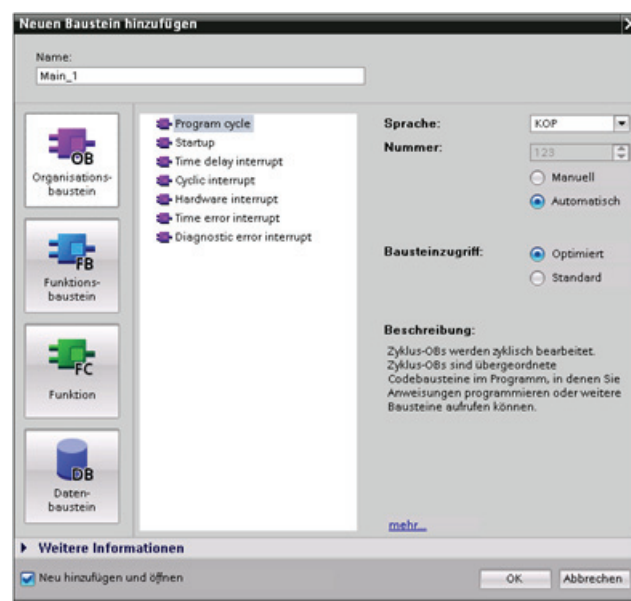 Neuen Baustein hinzufügen
Name:
Main_1
OB
Organisations-
baustein
FB
Funktions-
baustein
FC
Funktion
DB
Daten-
baustein
Program cycle
Startup
Time delay interrupt
Cyclic interrupt
Hardware interrupt
Time error interrupt
Diagnostic error interrupt
Sprache: KOP
Nummer: 123
Manuell
Automatisch
Bausteinzugriff: Optimiert
Standard
Beschreibung:
Zyklus-OBs werden zyklisch bearbeitet.
Zyklus-OBs sind übergeordnete
Codebausteine im Programm, in denen Sie
Anweisungen programmieren oder weitere
Bausteine aufrufen können.
mehr...
Weitere Informationen
Neu hinzufügen und öffnen
OK Abbrechen